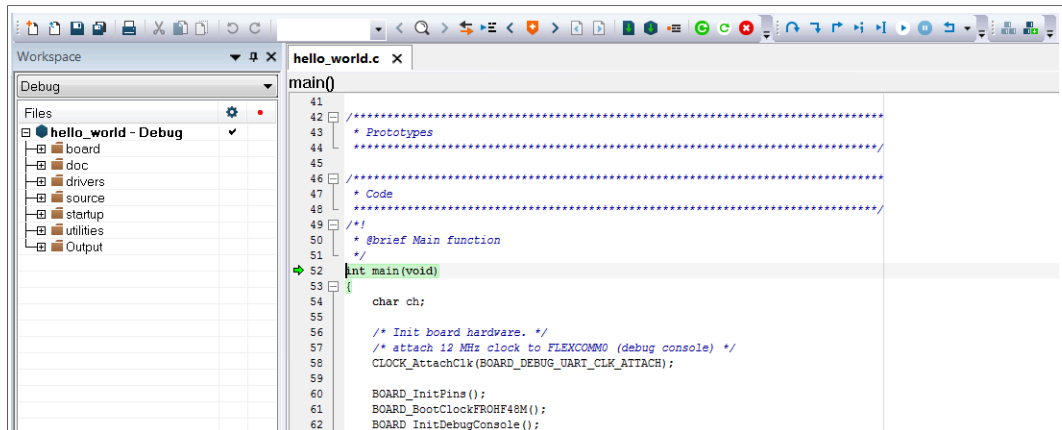 Workspace
hello_world.c
Debug
main()
Files
hello_world - Debug
board
doc
drivers
source
startup
utilities
Output
41
42 /*******************************************************************************
43 * Prototypes
44 ******************************************************************************/
45
46 /*******************************************************************************
47 * Code
48 ******************************************************************************/
49 /*!
50 * @brief Main function
51 */
52 int main(void)
53 {
54 char ch;
55
56 /* Init board hardware. */
57 /* attach 12 MHz clock to FLEXCOMM0 (debug console) */
58 CLOCK_AttachClk(BOARD_DEBUG_UART_CLK_ATTACH);
59
60 BOARD_InitPins();
61 BOARD_BootClockFROHF48M();
62 BOARD_InitDebugConsole();